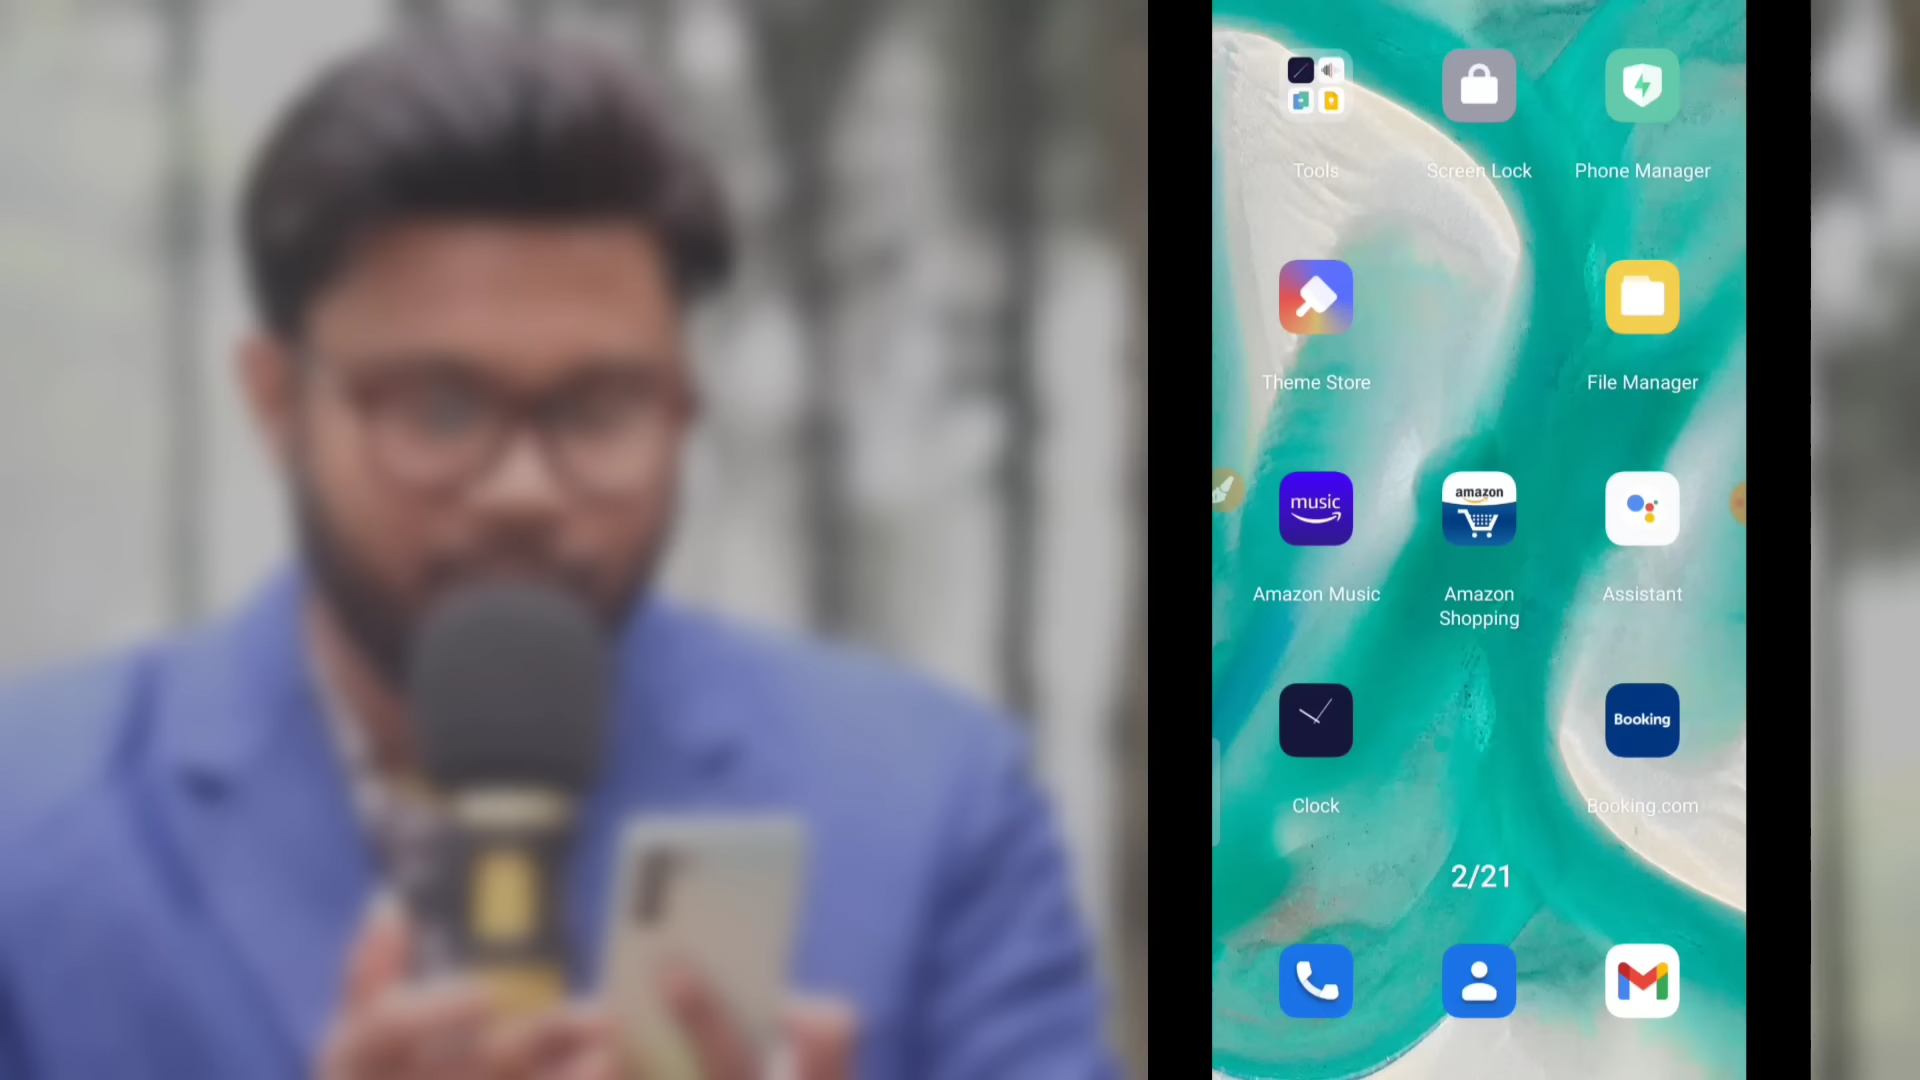 Tools
Screen Lock
Phone Manager
Theme Store
File Manager
music
amazon
Amazon Music
Amazon
Shopping
Assistant
Booking
Clock
Booking.com
2/21